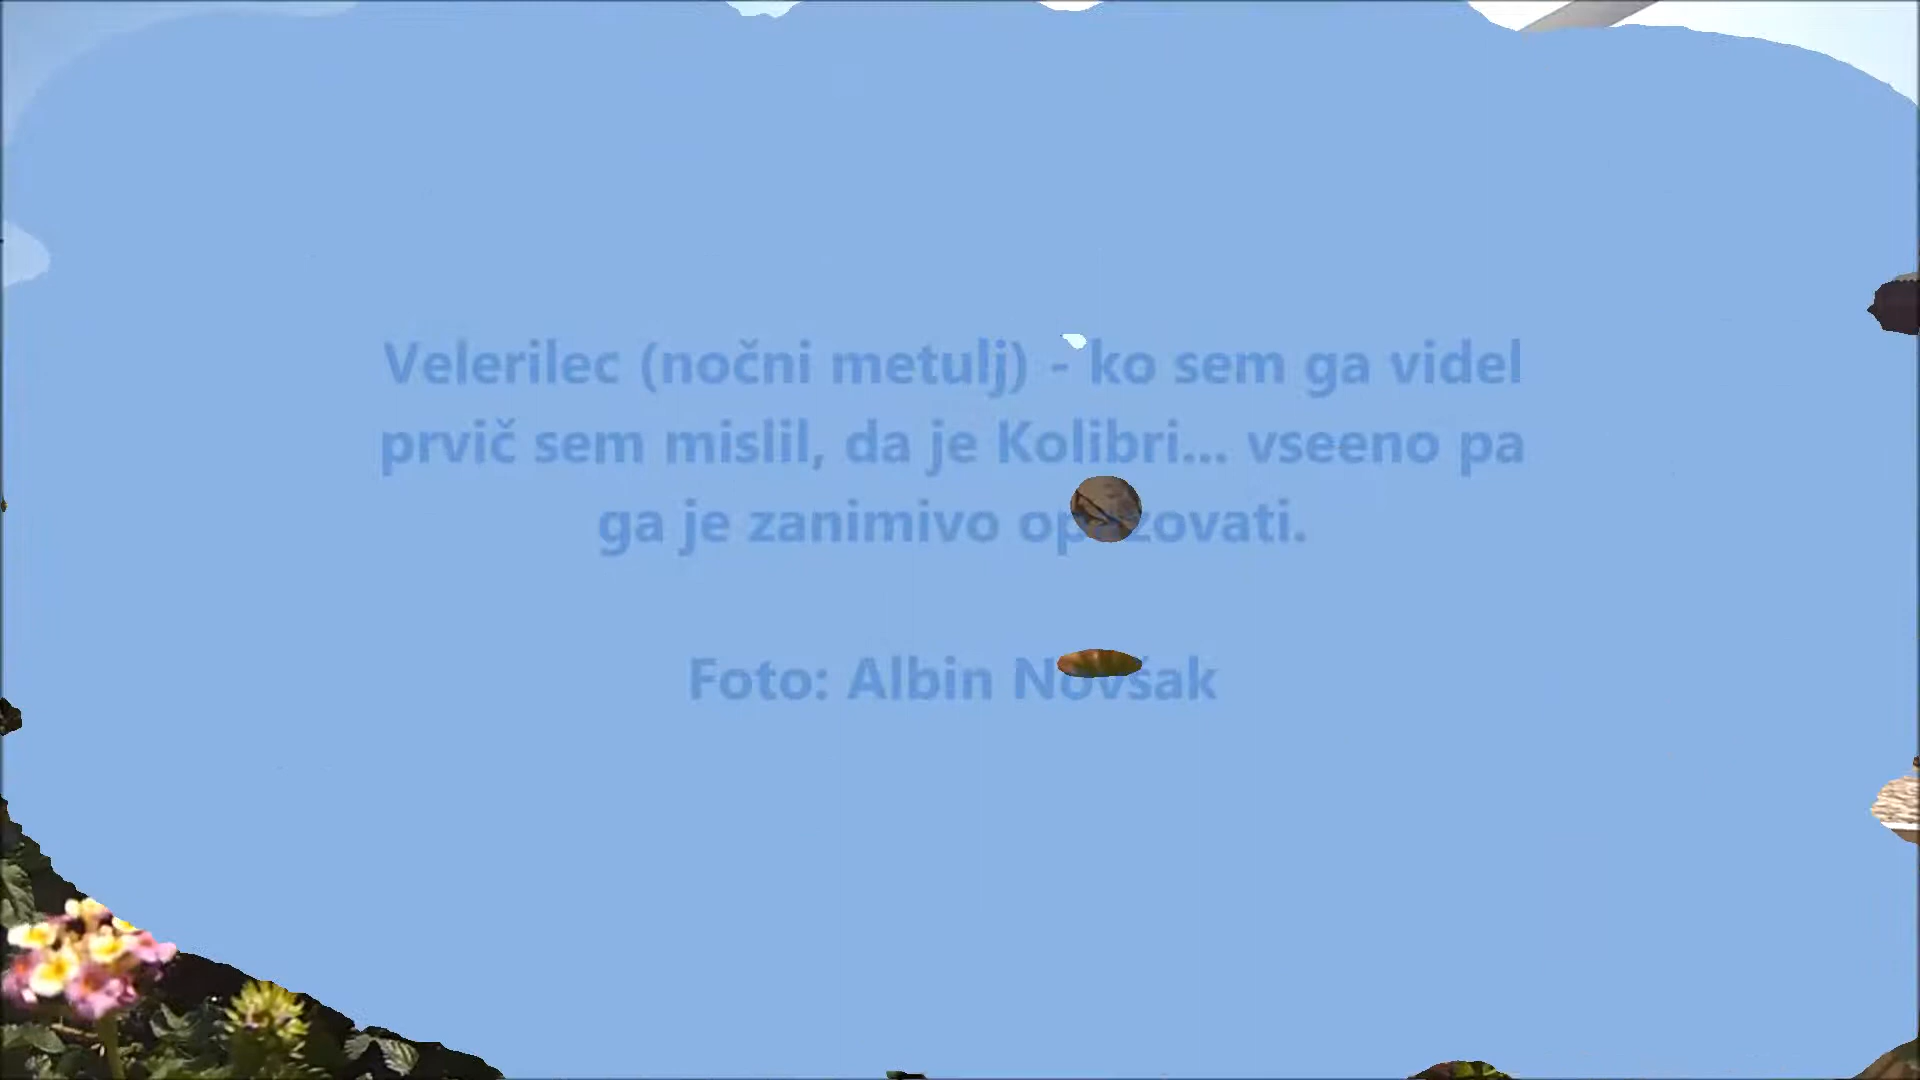 Velerilec (nočni metulj) - ko sem ga videl
prvič sem mislil, da je Kolibri... vseeno pa
ga je zanimivo opazovati.
Foto: Albin Novšak